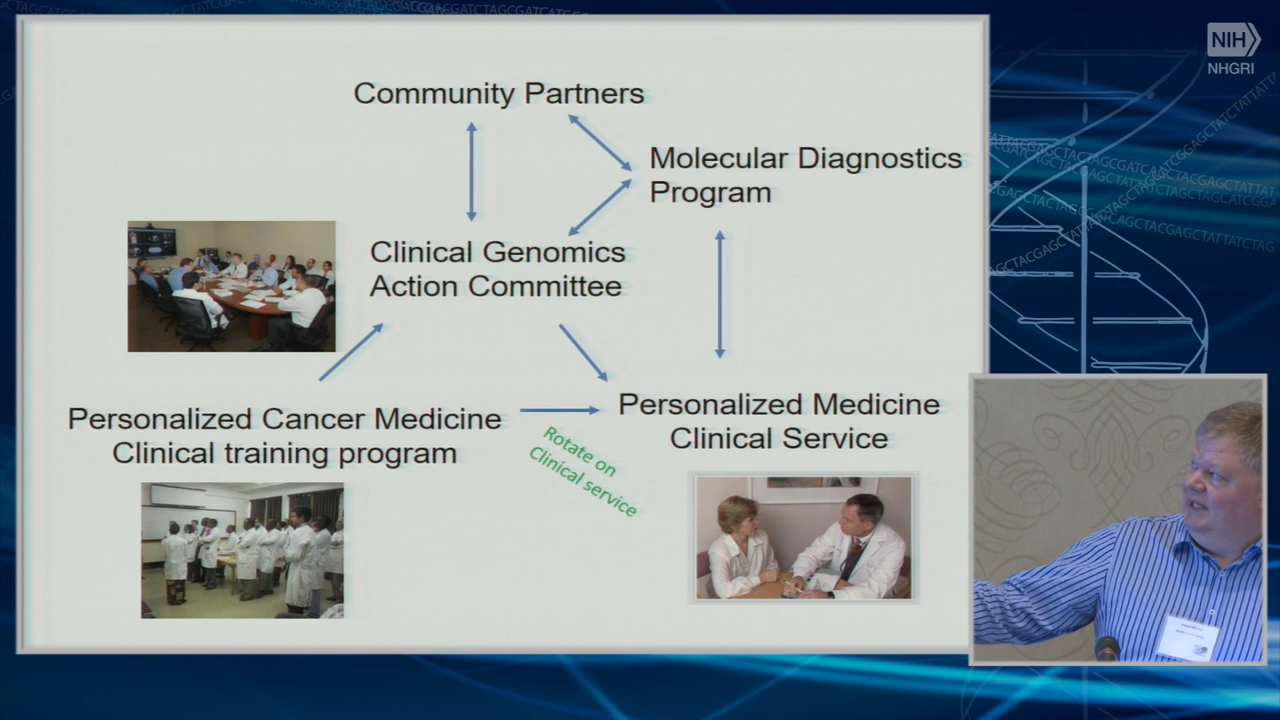 NIH
NHGRI
Community Partners
Molecular Diagnostics
Program
Clinical Genomics
Action Committee
Personalized Cancer Medicine
Clinical training program
Rotate on
Clinical service
Personalized Medicine
Clinical Service